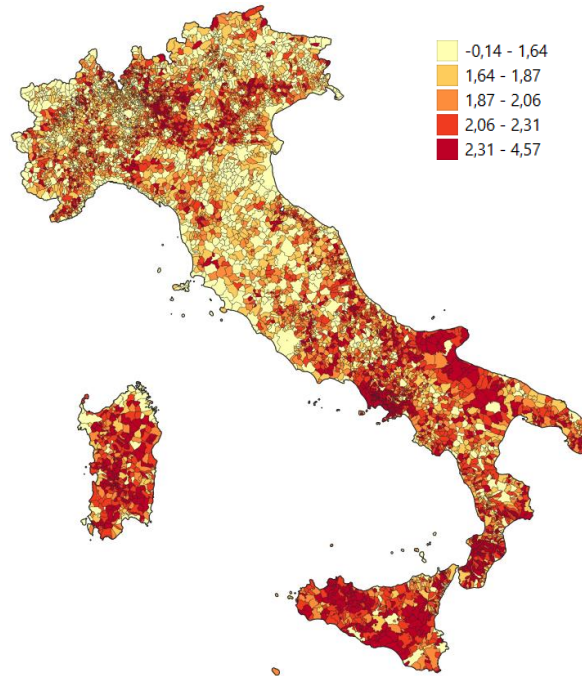 -0,14 - 1,64
1,64 - 1,87
1,87 - 2,06
2,06 - 2,31
2,31 - 4,57